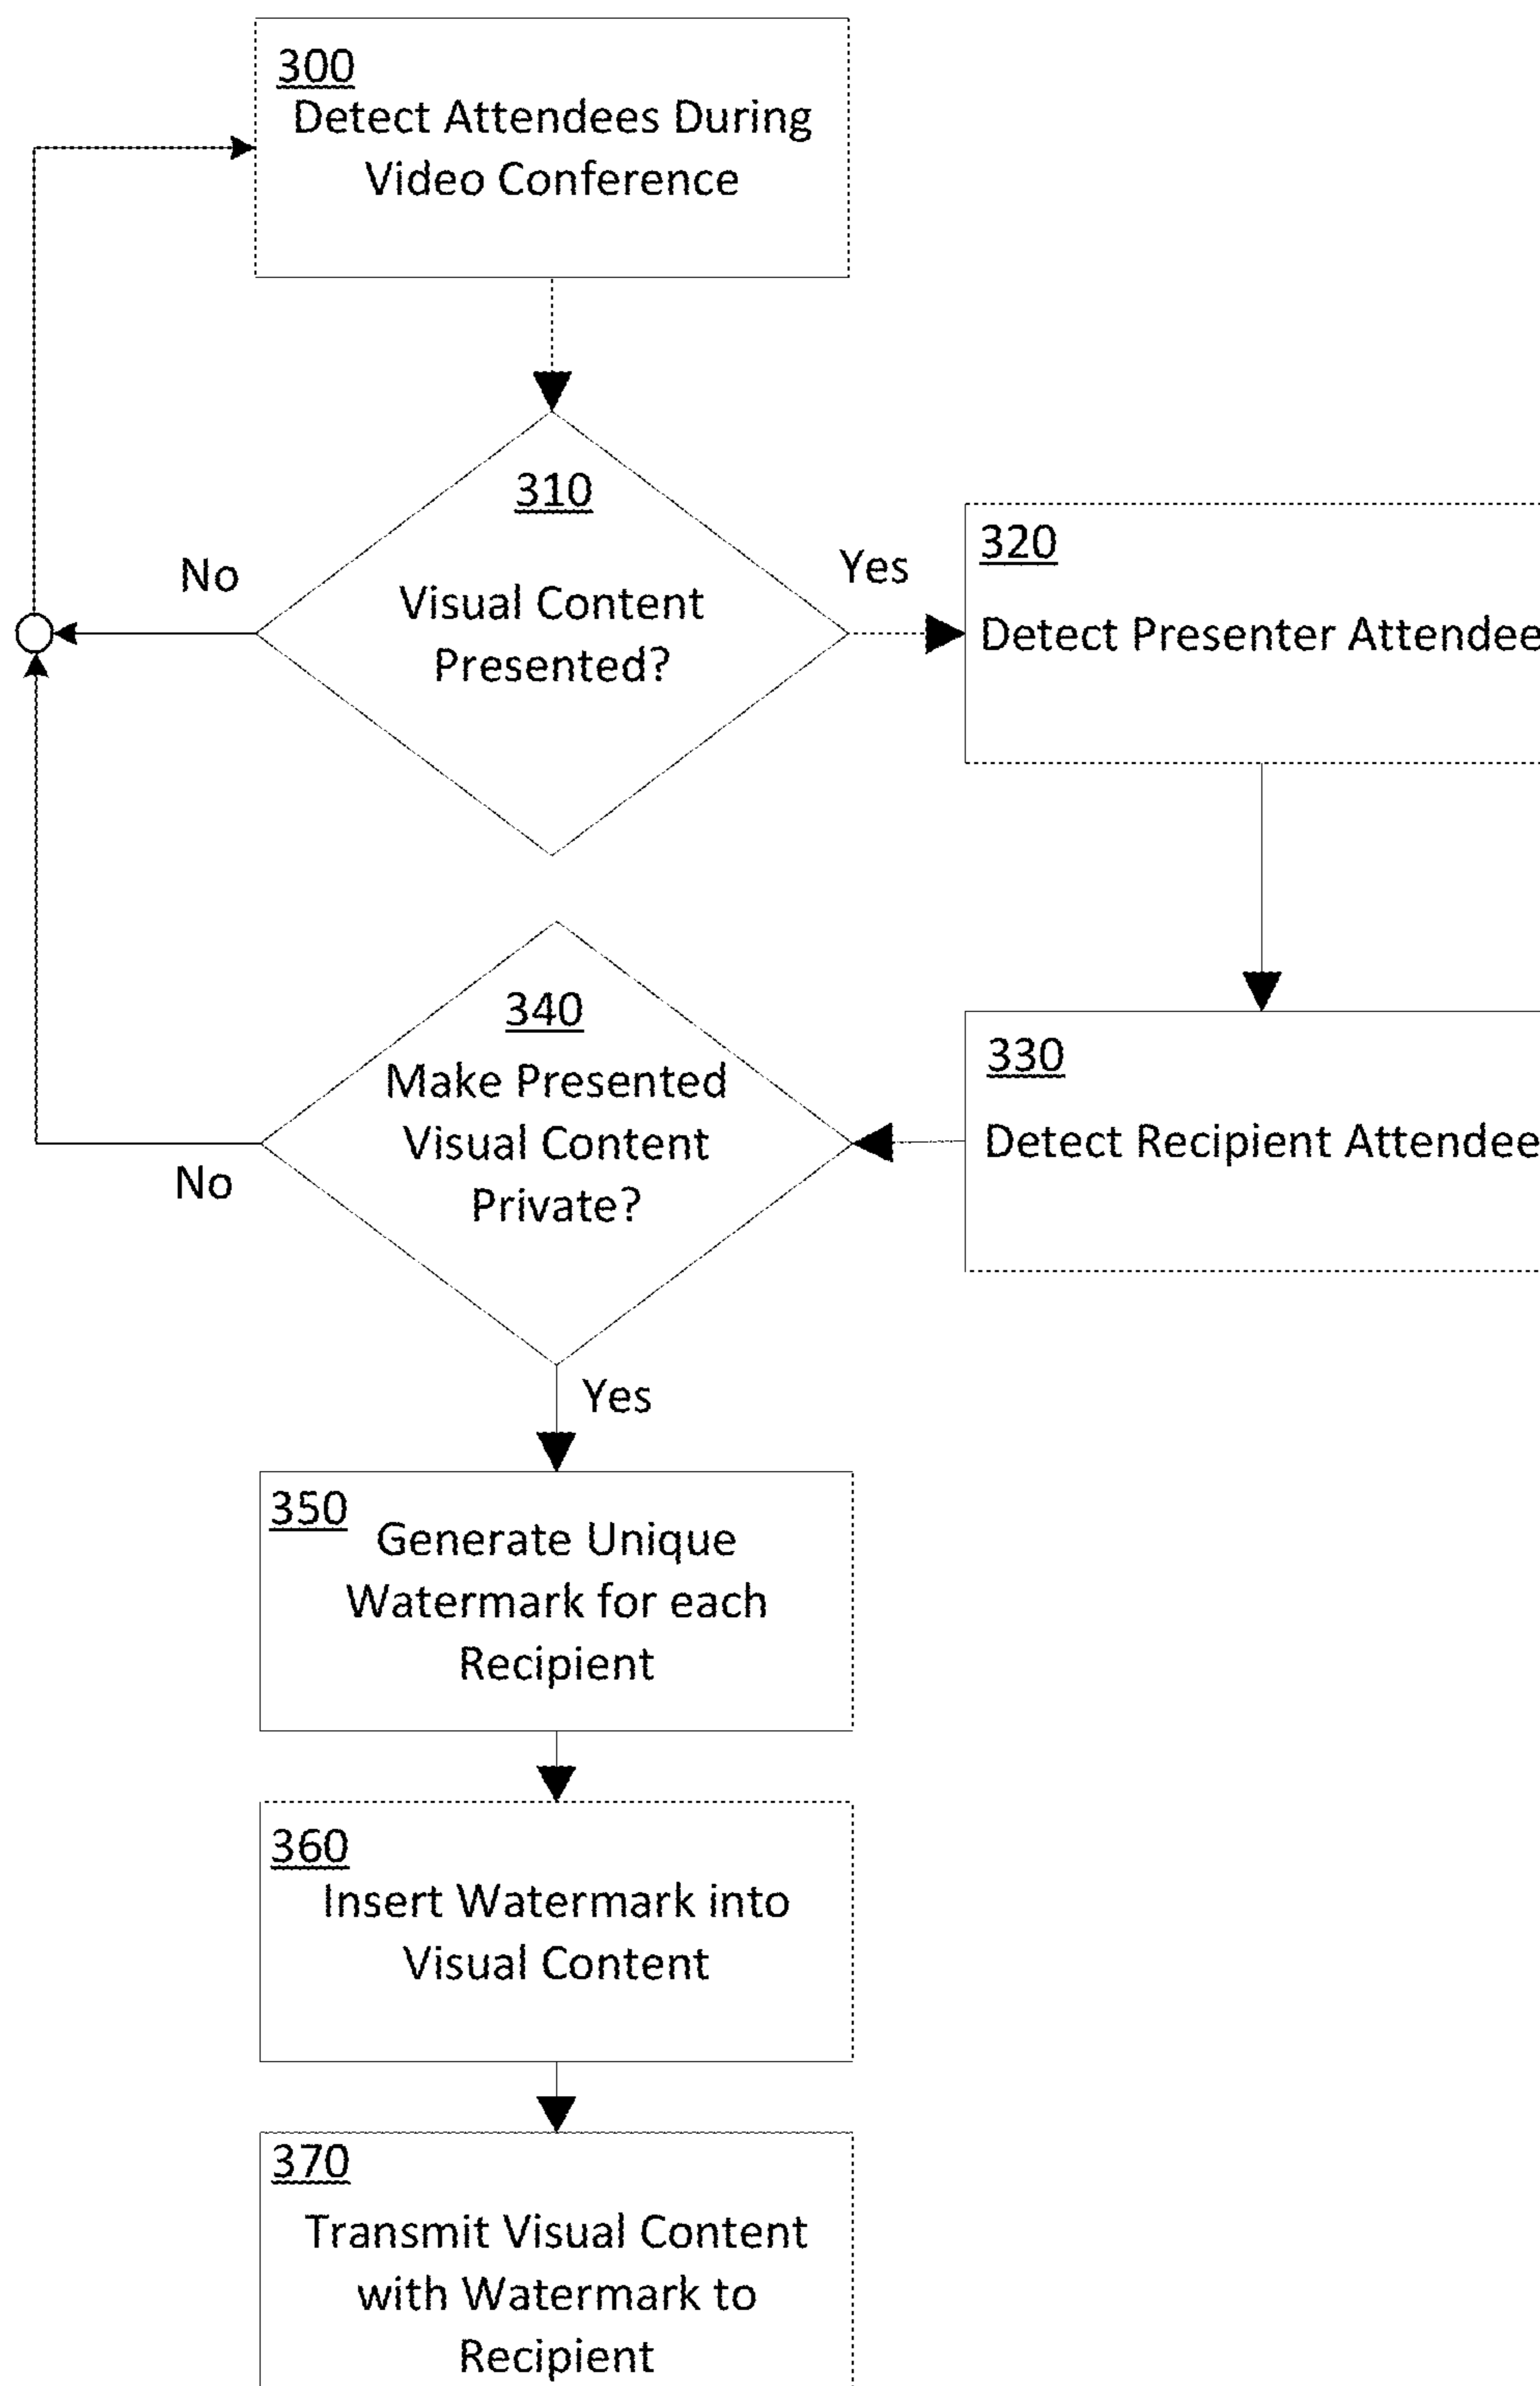 300
Detect Attendees During
Video Conference
310
Visual Content
Presented?
No
Yes
320
Detect Presenter Attendee
330
Detect Recipient Attendee
340
Make Presented
Visual Content
Private?
No
Yes
350
Generate Unique
Watermark for each
Recipient
360
Insert Watermark into
Visual Content
370
Transmit Visual Content
with Watermark to
Recipient